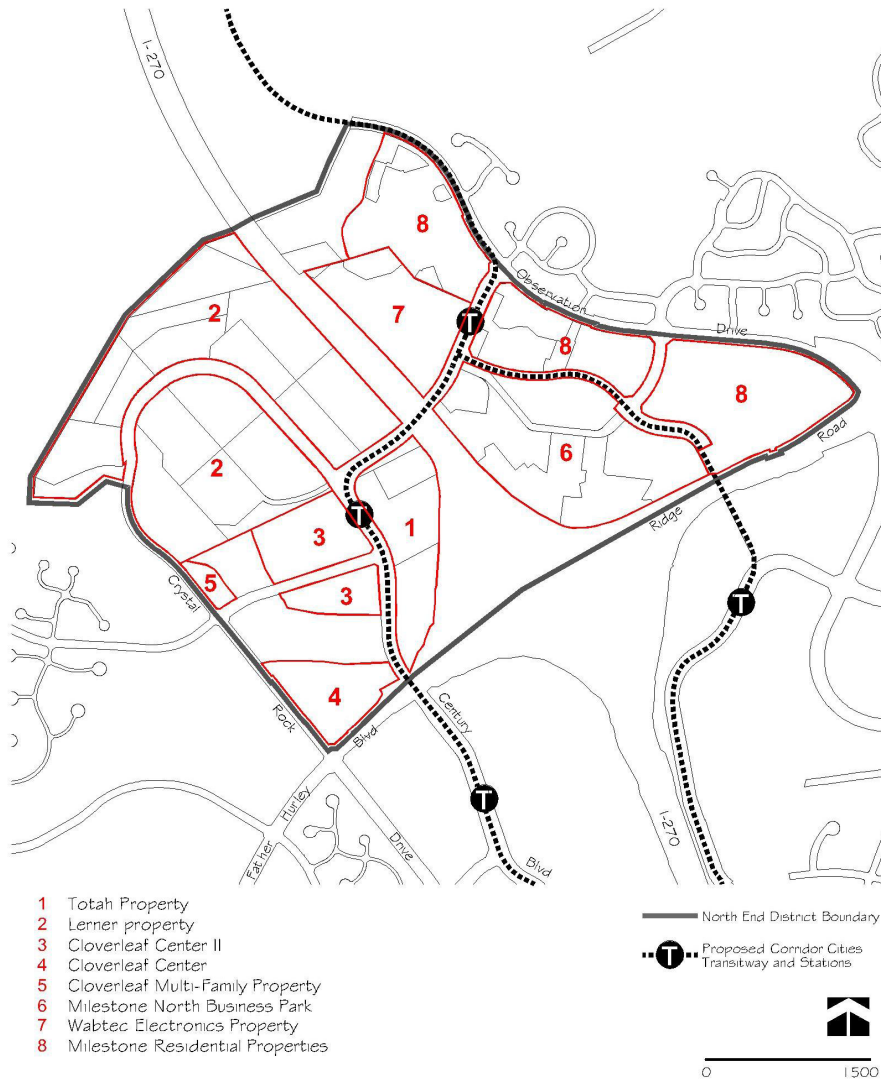 I-270
8
Observation
2
7
T
Drive
8
8
Road
6
2
Ridge
T
3
1
5
Crystal
3
T
4
Century
Rock
Blvd
T
Hurley
I-270
Father
Drive
Blvd
1 Totah Property
2 Lerner property
3 Cloverleaf Center II
4 Cloverleaf Center
5 Cloverleaf Multi-Family Property
6 Milestone North Business Park
7 Wabtec Electronics Property
8 Milestone Residential Properties
North End District Boundary
T Proposed Corridor Cities
Transitway and Stations
0 1500